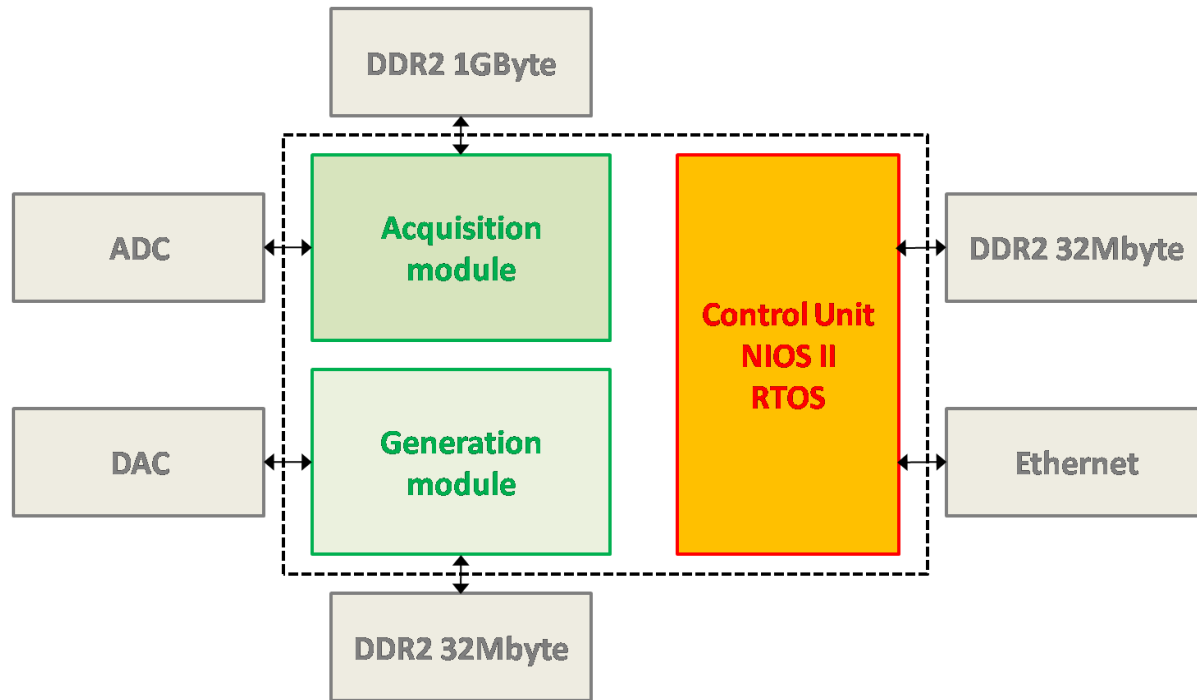 DDR2 1GByte
ADC
Acquisition
module
DDR2 32Mbyte
Control Unit
NIOS II
RTOS
DAC
Generation
module
Ethernet
DDR2 32Mbyte